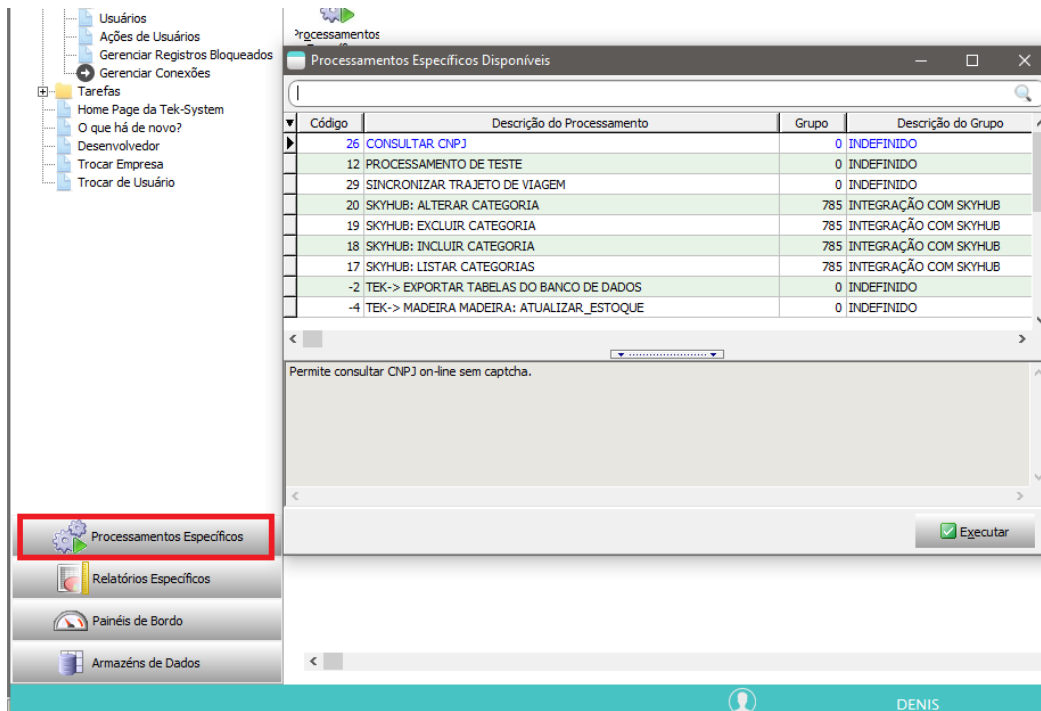 Usuários
Ações de Usuários
Gerenciar Registros Bloqueados
Gerenciar Conexões
Tarefas
Home Page da Tek-System
O que há de novo?
Desenvolvedor
Trocar Empresa
Trocar de Usuário
Processamentos
Processamentos Específicos Disponíveis
Código Descrição do Processamento Grupo Descrição do Grupo
26 CONSULTAR CNPJ 0 INDEFINIDO
12 PROCESSAMENTO DE TESTE 0 INDEFINIDO
29 SINCRONIZAR TRAJETO DE VIAGEM 0 INDEFINIDO
20 SKYHUB: ALTERAR CATEGORIA 785 INTEGRAÇÃO COM SKYHUB
19 SKYHUB: EXCLUIR CATEGORIA 785 INTEGRAÇÃO COM SKYHUB
18 SKYHUB: INCLUIR CATEGORIA 785 INTEGRAÇÃO COM SKYHUB
17 SKYHUB: LISTAR CATEGORIAS 785 INTEGRAÇÃO COM SKYHUB
-2 TEK-> EXPORTAR TABELAS DO BANCO DE DADOS 0 INDEFINIDO
-4 TEK-> MADEIRA MADEIRA: ATUALIZAR_ESTOQUE 0 INDEFINIDO
Permite consultar CNPJ on-line sem captcha.
Executar
Processamentos Específicos
Relatórios Específicos
Painéis de Bordo
Armazéns de Dados
DENIS